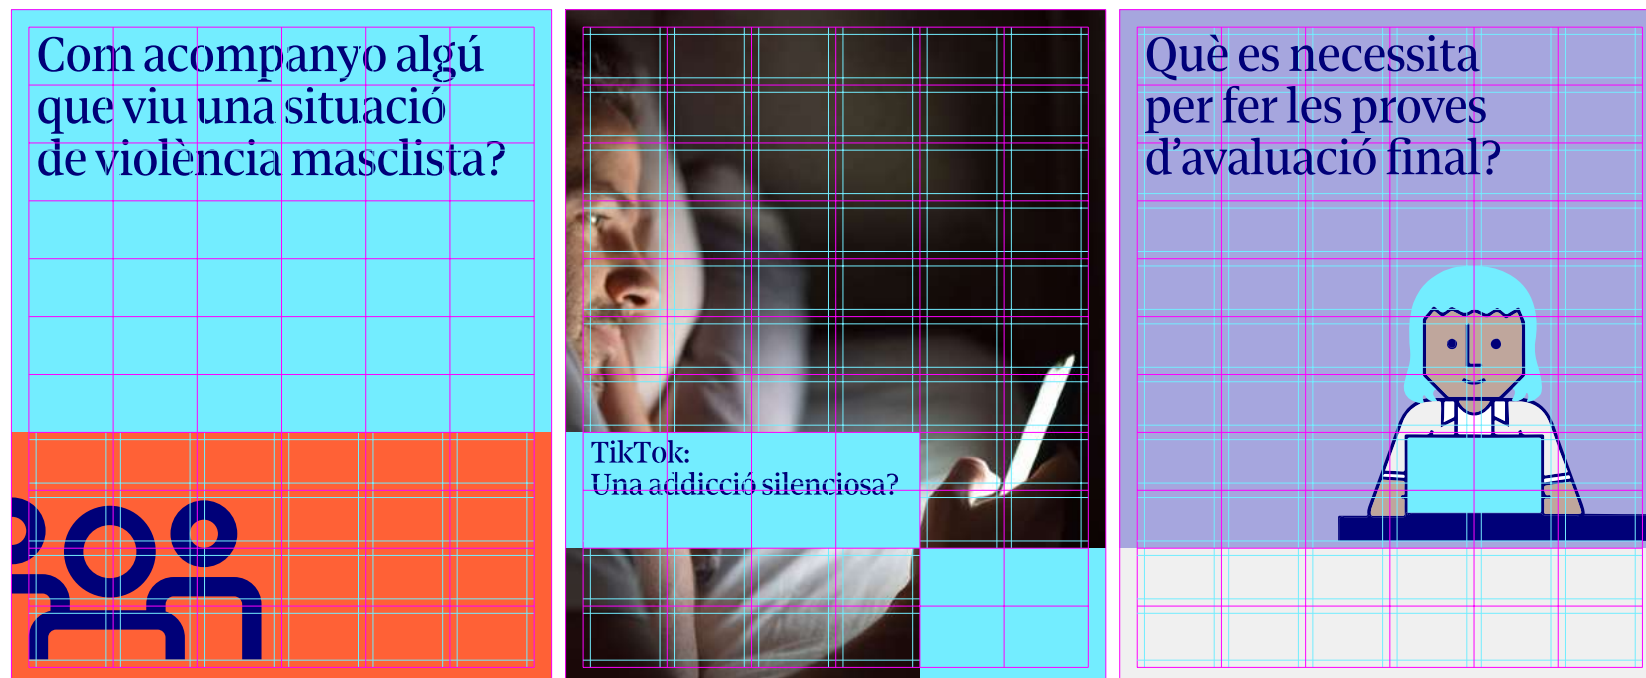 Com acompanyo algú
que viu una situació
de violència masclista?
TikTok:
Una addicció silenciosa?
Què es necessita
per fer les proves
d’avaluació final?